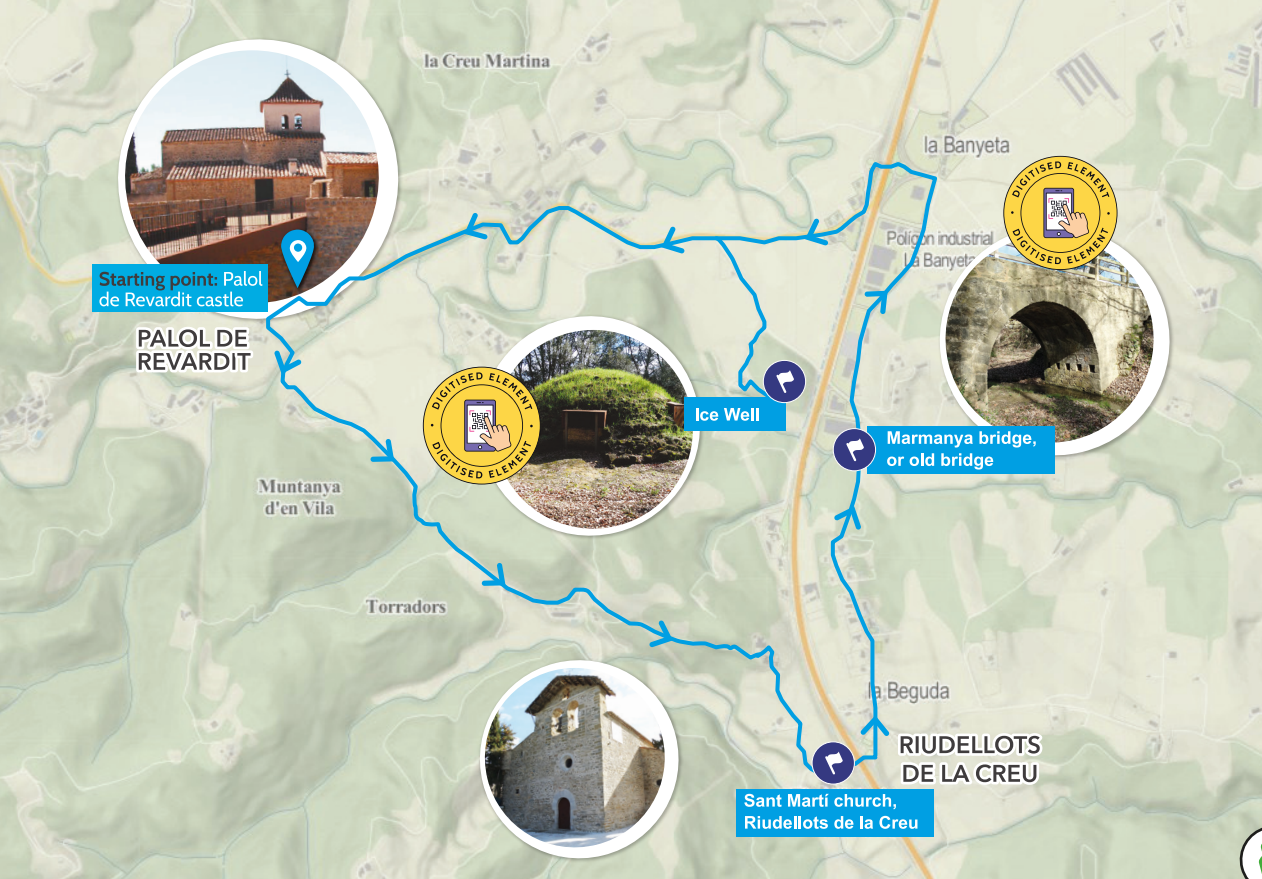 la Creu Martina
la Banyeta
DIGITISED ELEMENT
DIGITISED ELEMENT
Polígon industrial
La Banyeta
Starting point: Palol
de Revardit castle
PALOL DE
REVARDIT
DIGITISED ELEMENT
DIGITISED ELEMENT
Ice Well
Marmanya bridge,
or old bridge
Muntanya
d'en Vila
Torradors
la Beguda
RIUDELLOTS
DE LA CREU
Sant Martí church,
Riudellots de la Creu